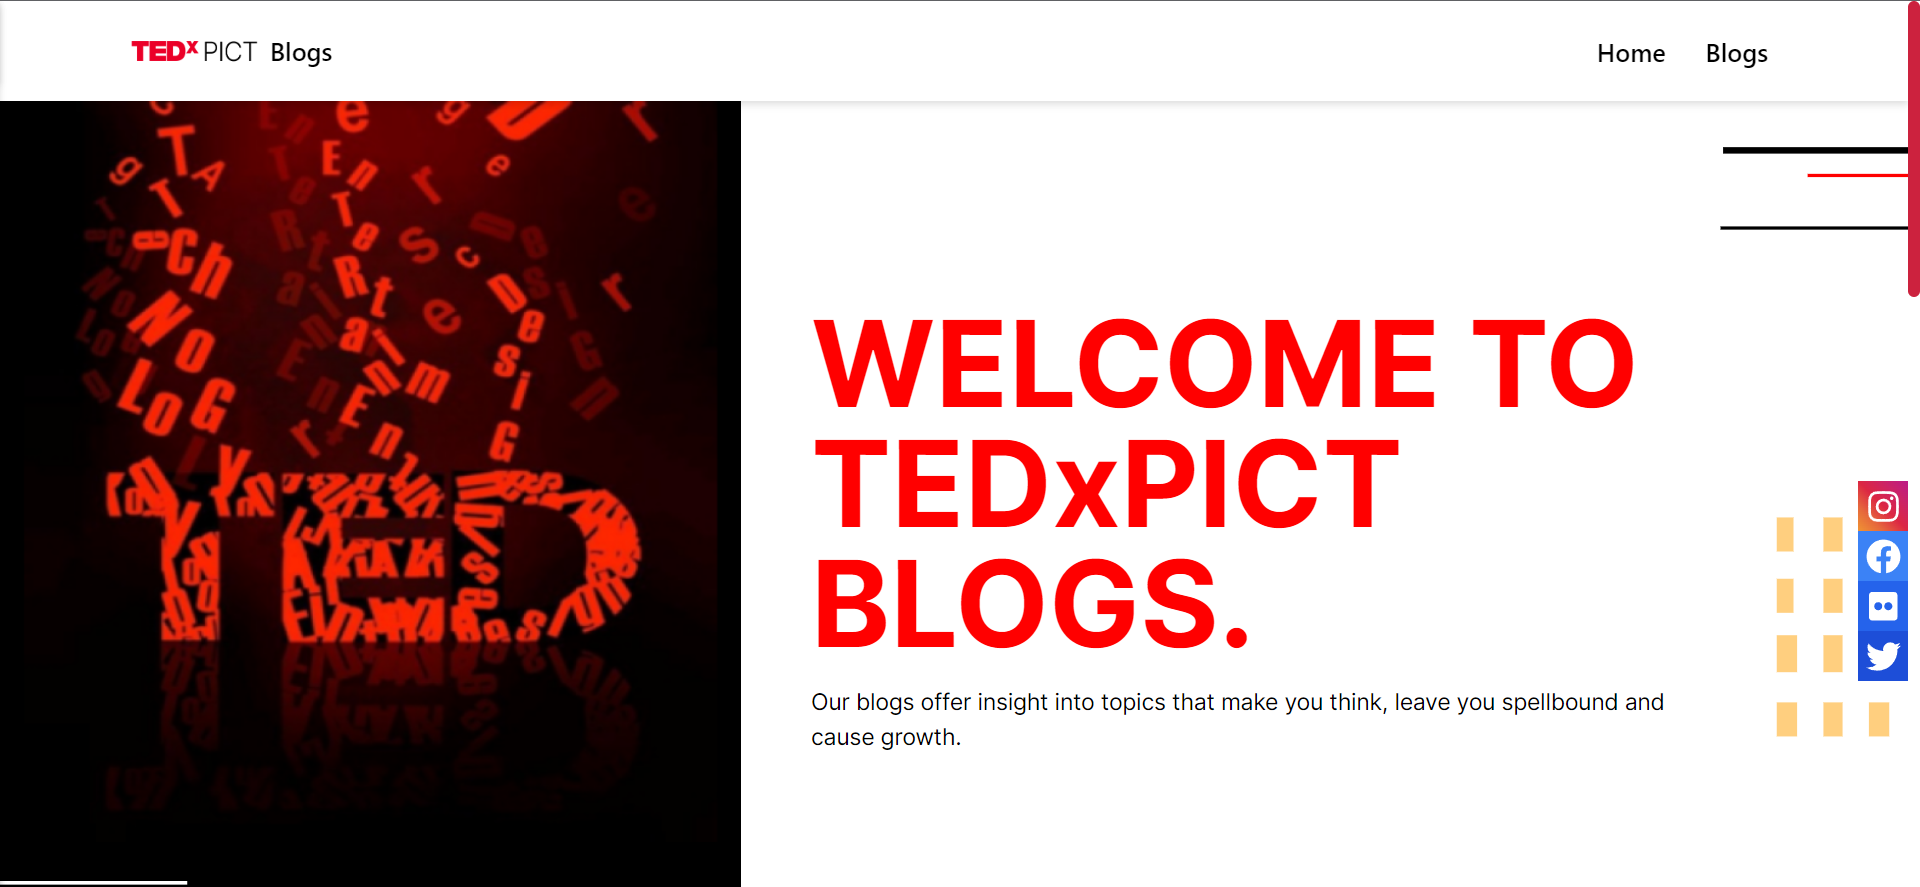 TEDx PICT Blogs
Home Blogs
TED
WELCOME TO
TEDxPICT
BLOGS.
Our blogs offer insight into topics that make you think, leave you spellbound and
cause growth.